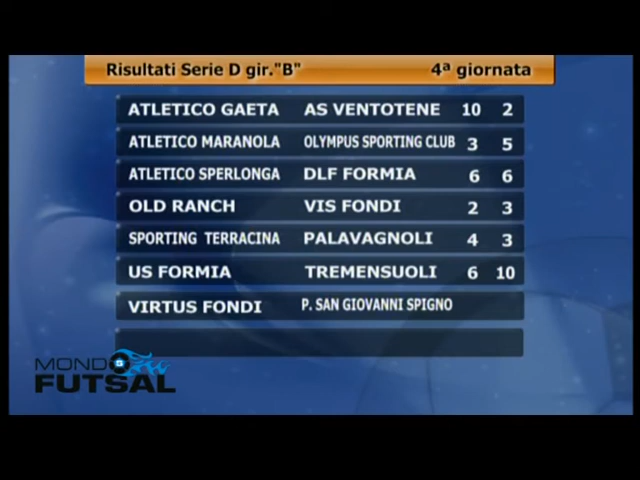 Risultati Serie D gir."B" 4ª giornata
ATLETICO GAETA AS VENTOTENE 10 2
ATLETICO MARANOLA OLYMPUS SPORTING CLUB 3 5
ATLETICO SPERLONGA DLF FORMIA 6 6
OLD RANCH VIS FONDI 2 3
SPORTING TERRACINA PALAVAGNOLI 4 3
US FORMIA TREMENSUOLI 6 10
VIRTUS FONDI P. SAN GIOVANNI SPIGNO
MONDO
FUTSAL